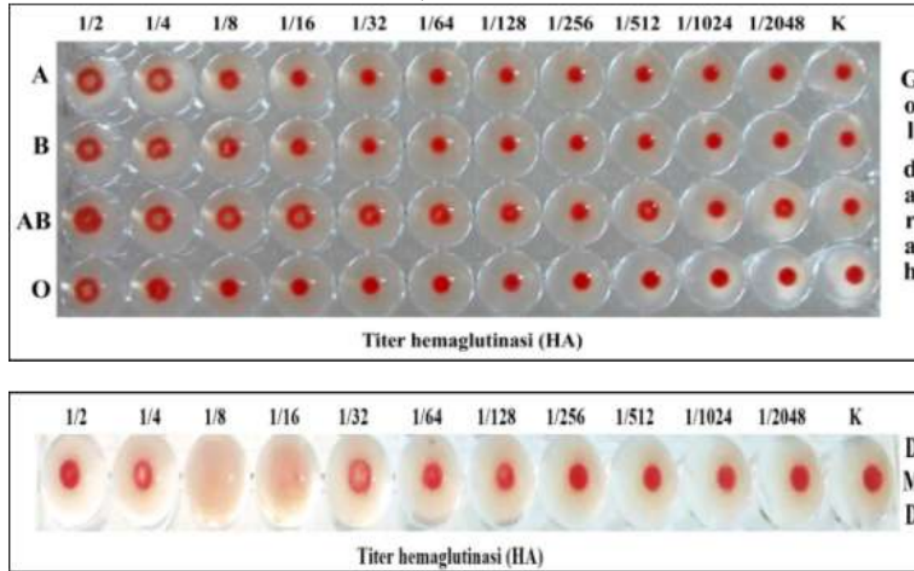 1/2 1/4 1/8 1/16 1/32 1/64 1/128 1/256 1/512 1/1024 1/2048 K
A
B
AB
O
Gol darah
Titer hemaglutinasi (HA)
1/2 1/4 1/8 1/16 1/32 1/64 1/128 1/256 1/512 1/1024 1/2048 K
D
M
D
Titer hemaglutinasi (HA)